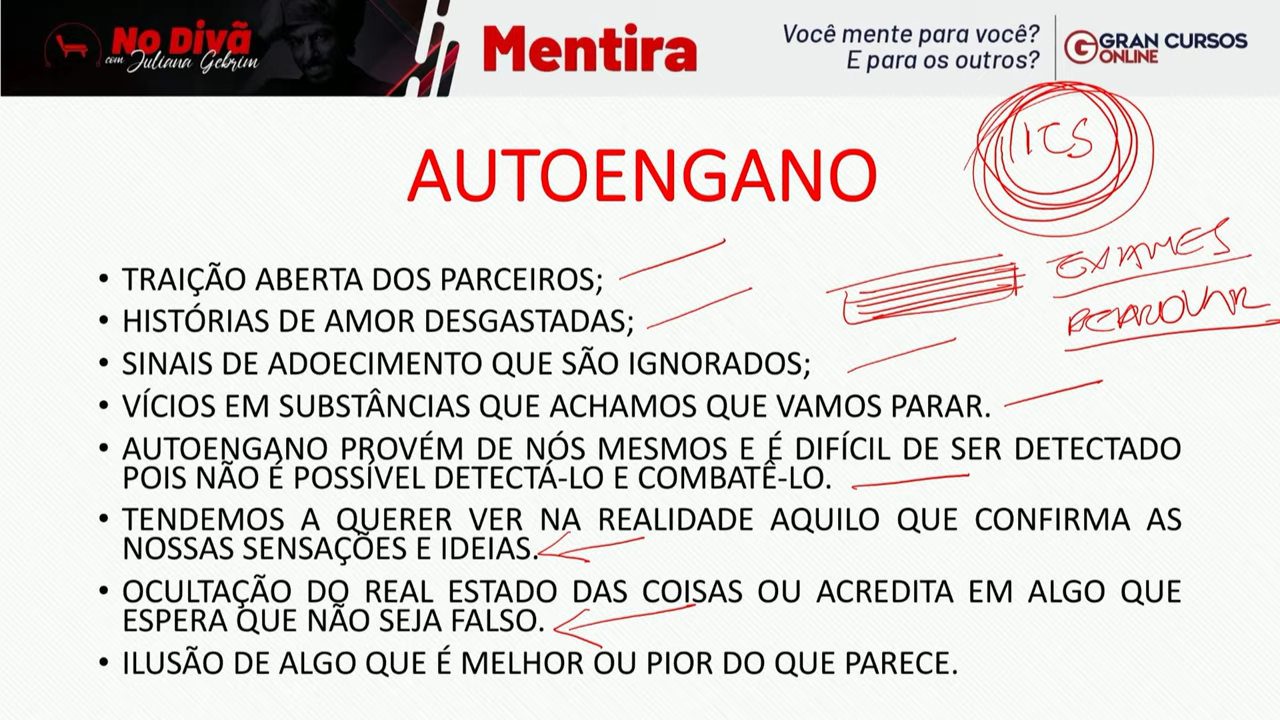 No Divã
com Juliana Gebrim
Mentira
Você mente para você?
E para os outros?
GRAN CURSOS
ONLINE
AUTOENGANO
• TRAIÇÃO ABERTA DOS PARCEIROS;
• HISTÓRIAS DE AMOR DESGASTADAS;
• SINAIS DE ADOECIMENTO QUE SÃO IGNORADOS;
• VÍCIOS EM SUBSTÂNCIAS QUE ACHAMOS QUE VAMOS PARAR.
• AUTOENGANO PROVÉM DE NÓS MESMOS E É DIFÍCIL DE SER DETECTADO
POIS NÃO É POSSÍVEL DETECTÁ-LO E COMBATÊ-LO.
• TENDEMOS A QUERER VER NA REALIDADE AQUILO QUE CONFIRMA AS
NOSSAS SENSAÇÕES E IDEIAS.
• OCULTAÇÃO DO REAL ESTADO DAS COISAS OU ACREDITA EM ALGO QUE
ESPERA QUE NÃO SEJA FALSO.
• ILUSÃO DE ALGO QUE É MELHOR OU PIOR DO QUE PARECE.
EXAMES